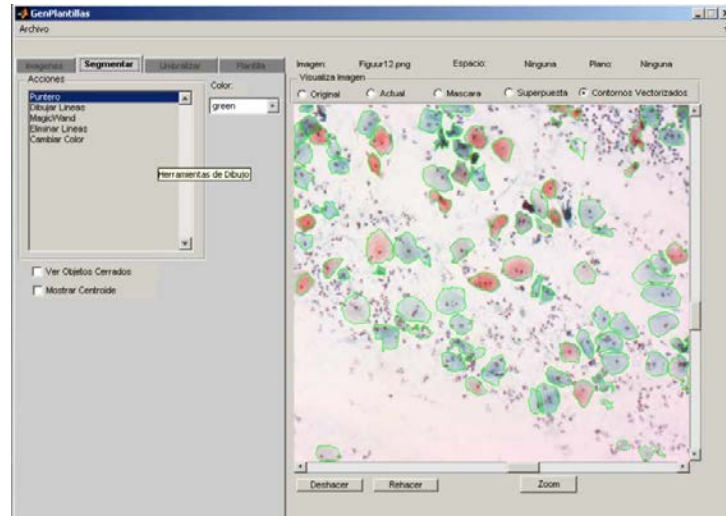 GenPlantillas
Archivo
Imagenes Segmentar Umbralizar Plantilla
Imagen: Figuur12.png Espacio: Ninguna Plano: Ninguna
Acciones
Color:
Visualiza Imagen
Original Actual Mascara Superpuesta Contornos Vectorizados
Puntero
Dibujar Lineas
MagicWand
Eliminar Lineas
Cambiar Color
green
Herramientas de Dibujo
Ver Objetos Cerrados
Mostrar Centroide
Deshacer Rehacer Zoom